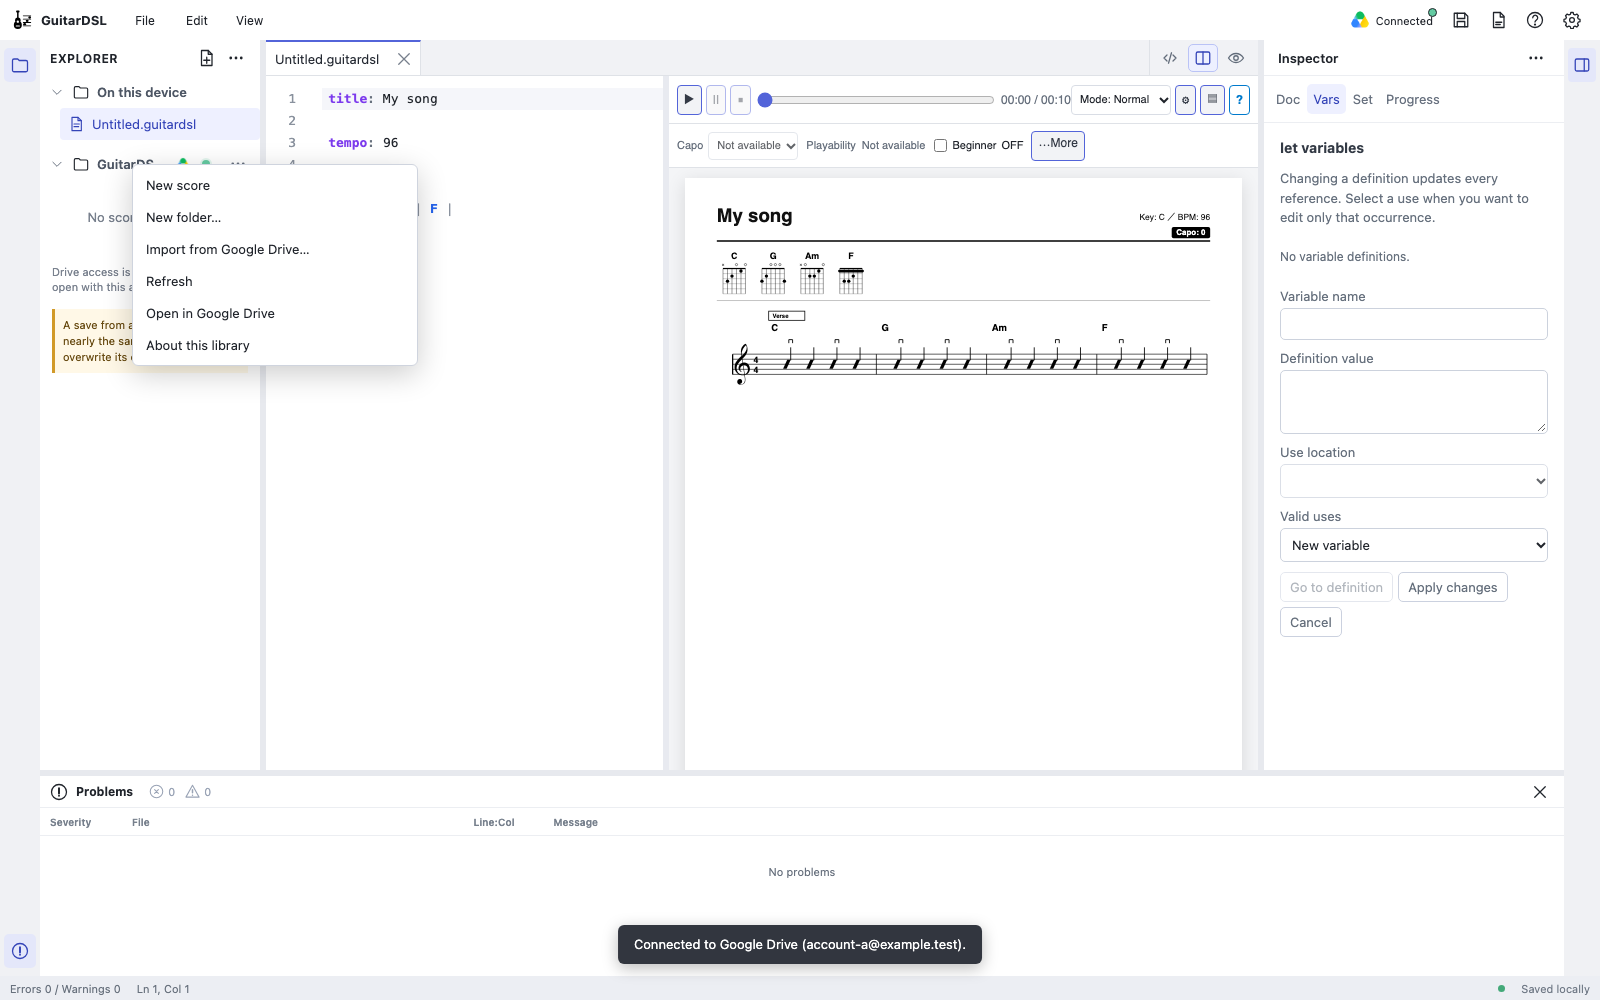 GuitarDSL File Edit View Connected
EXPLORER
On this device
Untitled.guitardsl
GuitarDS
New score
New folder...
Import from Google Drive...
Refresh
Open in Google Drive
About this library
No scor
Drive access is
open with this a
A save from a
nearly the sa
overwrite its
Untitled.guitardsl
1 title: My song
2
3 tempo: 96
4
| F |
00:00 / 00:10 Mode: Normal ?
Capo Not available Playability Not available Beginner OFF ...More
My song
Key: C / BPM: 96
Capo: 0
C G Am F
Verse
C G Am F
4
4
Inspector
Doc Vars Set Progress
let variables
Changing a definition updates every
reference. Select a use when you want to
edit only that occurrence.
No variable definitions.
Variable name
Definition value
Use location
Valid uses
New variable
Go to definition Apply changes
Cancel
Problems 0 0
Severity File Line:Col Message
No problems
Connected to Google Drive (account-a@example.test).
Errors 0 / Warnings 0 Ln 1, Col 1 Saved locally